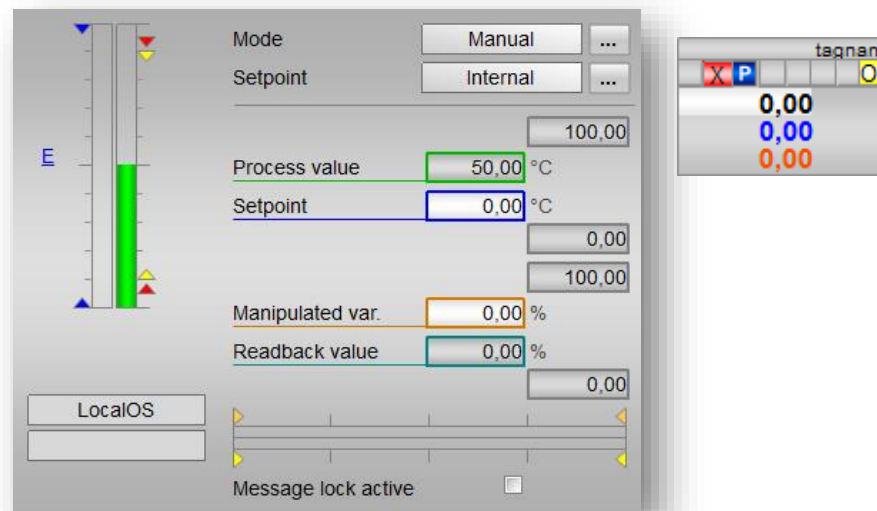 Mode Manual ...
Setpoint Internal ...
100,00
E
Process value 50,00 °C
Setpoint 0,00 °C
0,00
100,00
Manipulated var. 0,00 %
Readback value 0,00 %
0,00
LocalOS
Message lock active
tagnam
X P O
0,00
0,00
0,00